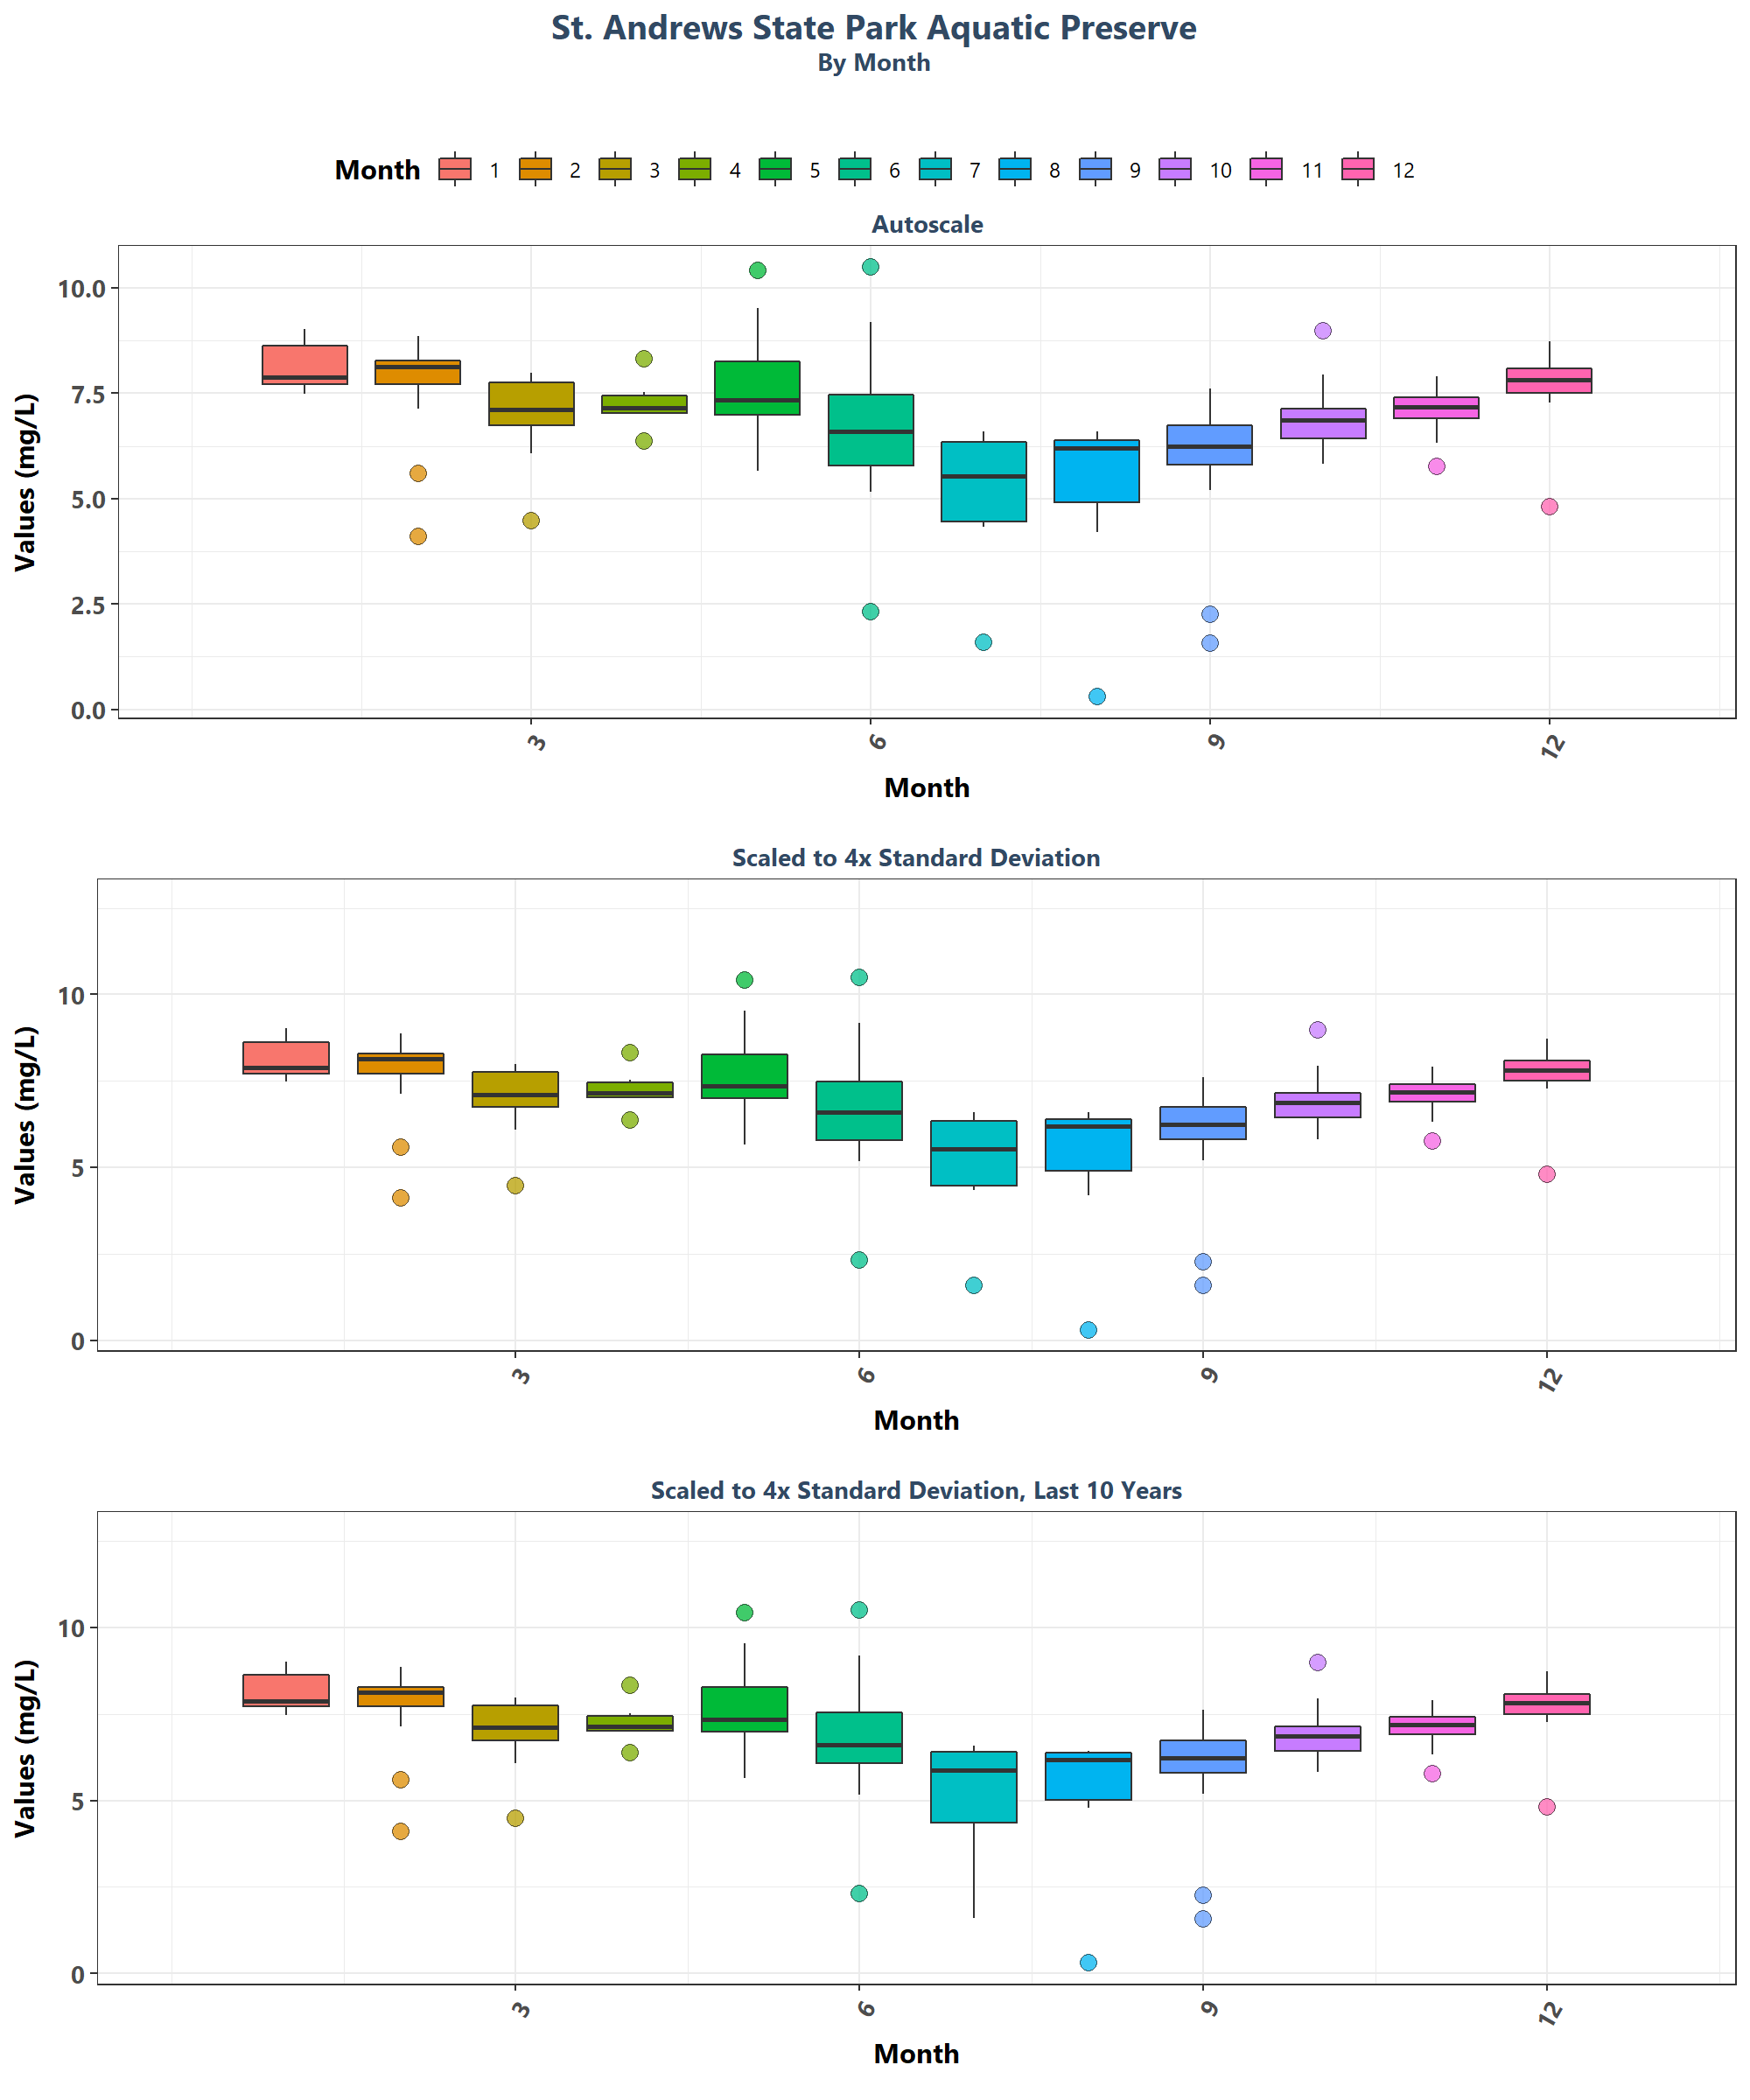 St. Andrews State Park Aquatic Preserve
By Month
Month 1 2 3 4 5 6 7 8 9 10 11 12
Autoscale
Values (mg/L)
10.0
7.5
5.0
2.5
0.0
3 6 9 12
Month
Scaled to 4x Standard Deviation
Values (mg/L)
10
5
0
3 6 9 12
Month
Scaled to 4x Standard Deviation, Last 10 Years
Values (mg/L)
10
5
0
3 6 9 12
Month